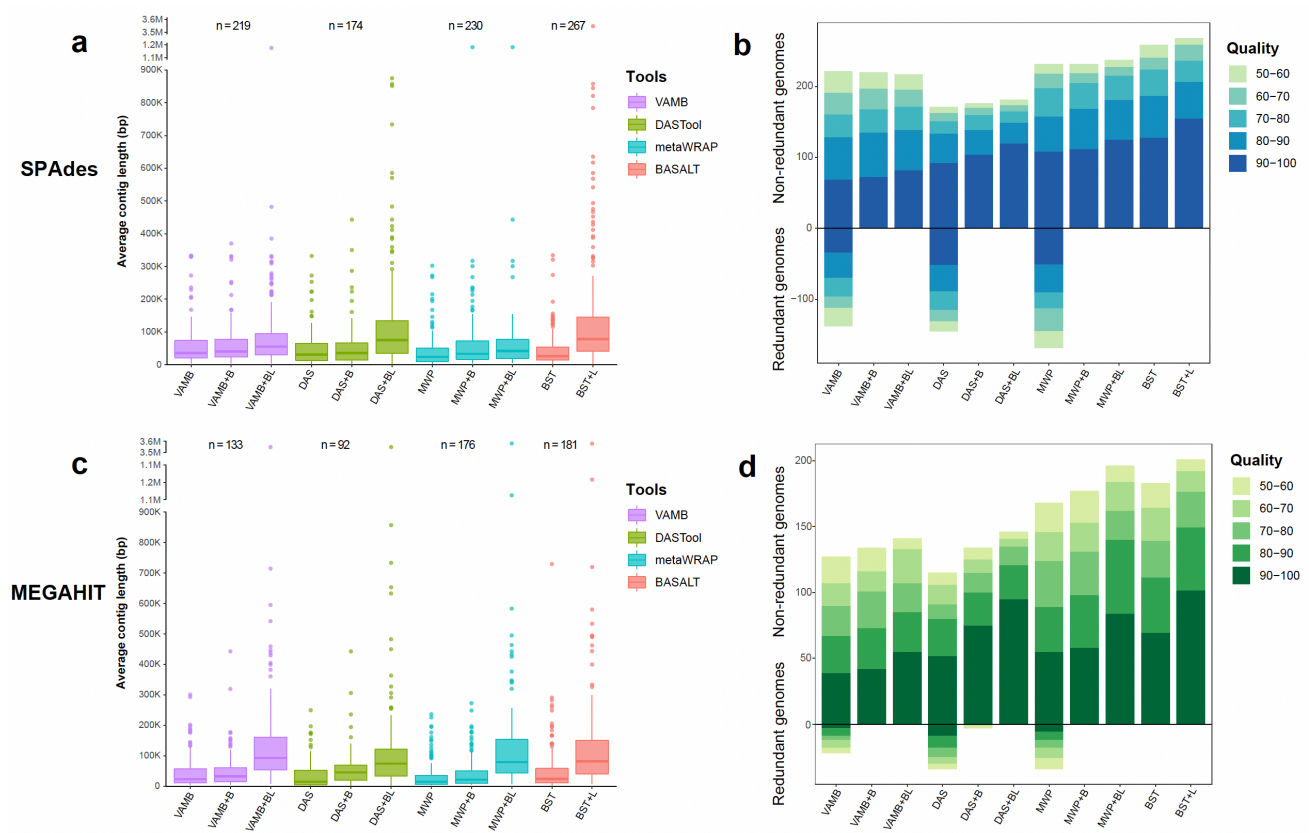 a
SPAdes
Average contig length (bp)
3.6M
3.5M
1.2M
1.1M
900K
800K
700K
600K
500K
400K
300K
200K
100K
0
n = 219
n = 174
n = 230
n = 267
VAMB
VAMB+B
VAMB+BL
DAS
DAS+B
DAS+BL
MWP
MWP+B
MWP+BL
BST
BST+L
Tools
VAMB
DASTool
metaWRAP
BASALT
b
Non-redundant genomes
Redundant genomes
200
100
0
−100
VAMB
VAMB+B
VAMB+BL
DAS
DAS+B
DAS+BL
MWP
MWP+B
MWP+BL
BST
BST+L
Quality
50−60
60−70
70−80
80−90
90−100
c
MEGAHIT
Average contig length (bp)
3.6M
3.5M
1.1M
1.2M
1.1M
900K
800K
700K
600K
500K
400K
300K
200K
100K
0
n = 133
n = 92
n = 176
n = 181
VAMB
VAMB+B
VAMB+BL
DAS
DAS+B
DAS+BL
MWP
MWP+B
MWP+BL
BST
BST+L
Tools
VAMB
DASTool
metaWRAP
BASALT
d
Non-redundant genomes
Redundant genomes
200
150
100
50
0
VAMB
VAMB+B
VAMB+BL
DAS
DAS+B
DAS+BL
MWP
MWP+B
MWP+BL
BST
BST+L
Quality
50−60
60−70
70−80
80−90
90−100